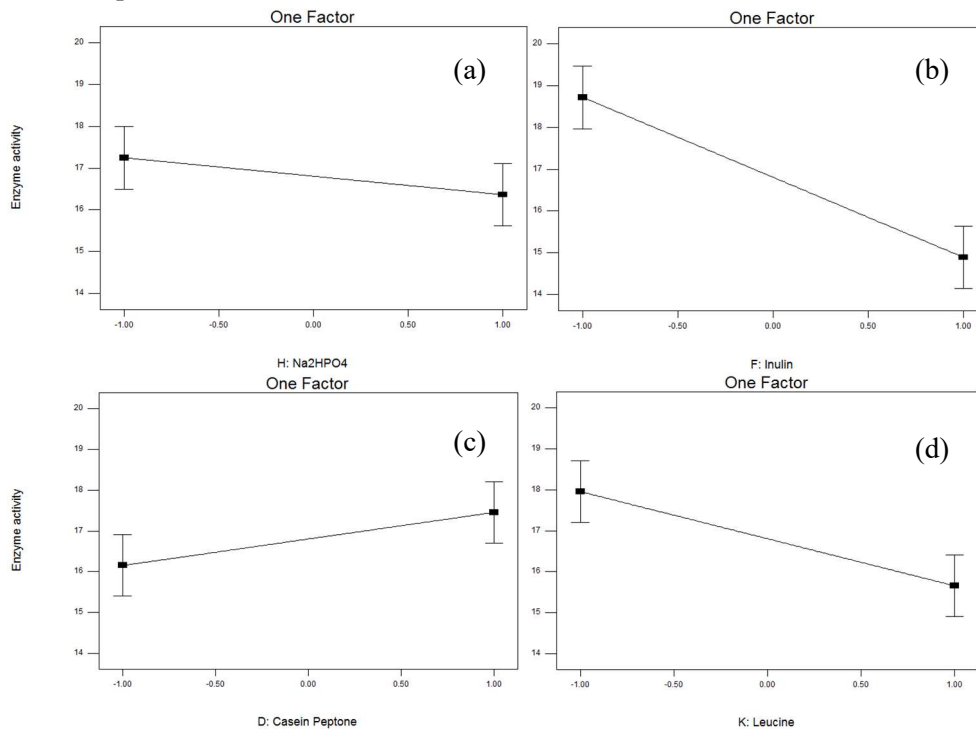 One Factor
(a)
20
19
18
17
16
15
14
Enzyme activity
-1.00 -0.50 0.00 0.50 1.00
H: Na2HPO4
One Factor
(b)
20
19
18
17
16
15
14
-1.00 -0.50 0.00 0.50 1.00
F: Inulin
One Factor
(c)
20
19
18
17
16
15
14
Enzyme activity
-1.00 -0.50 0.00 0.50 1.00
D: Casein Peptone
One Factor
(d)
20
19
18
17
16
15
14
-1.00 -0.50 0.00 0.50 1.00
K: Leucine